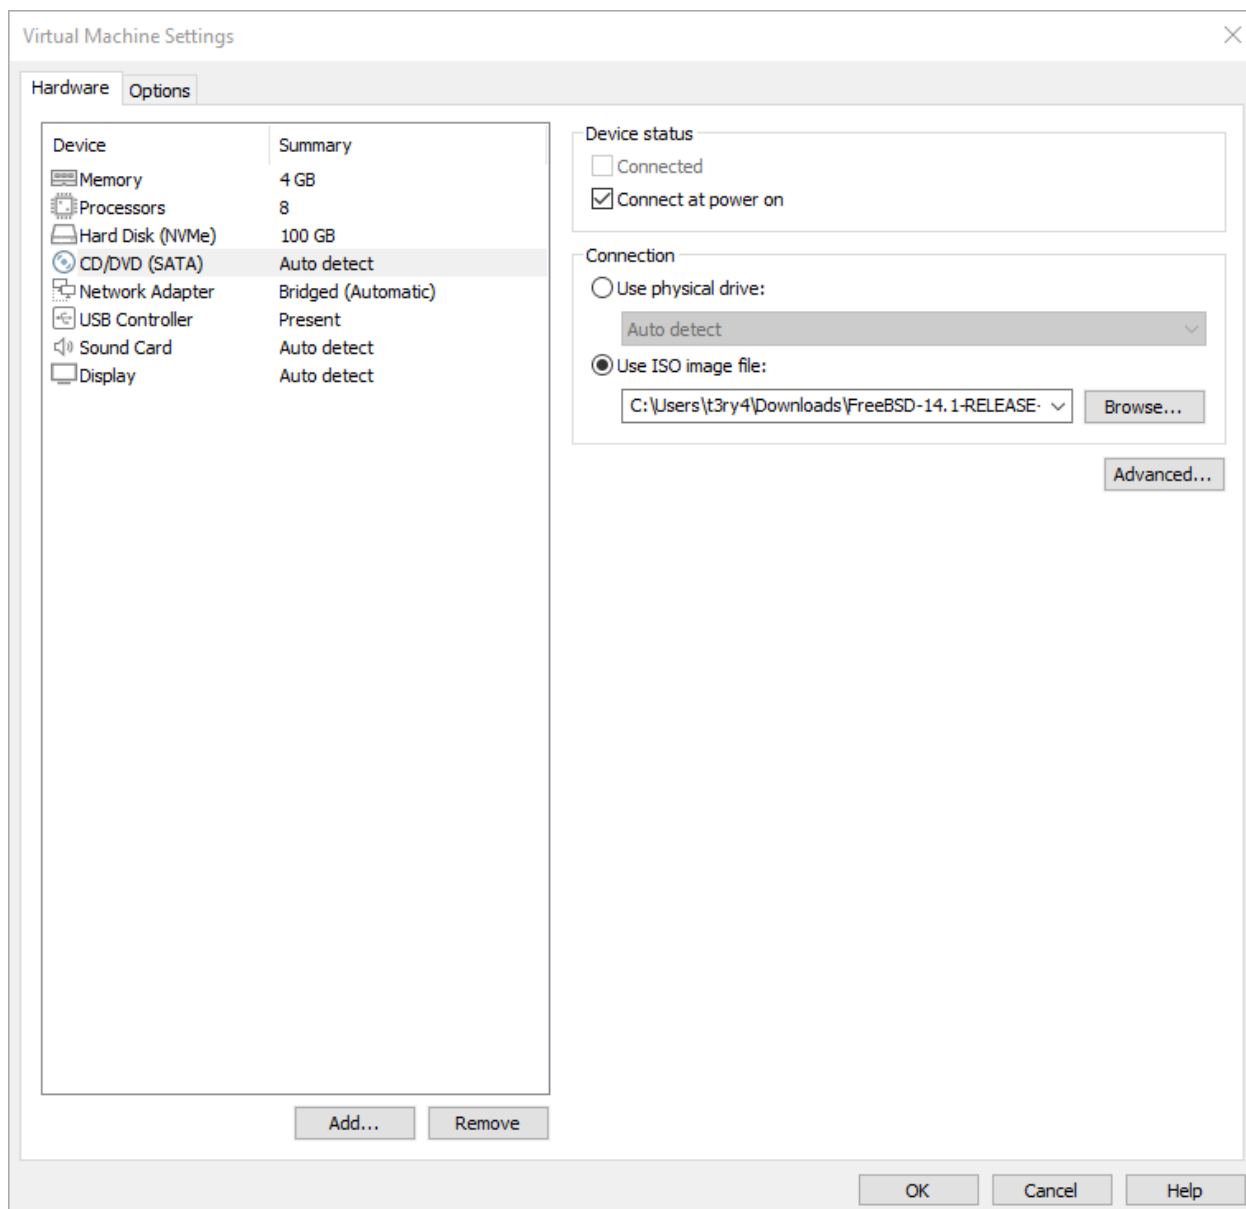 Virtual Machine Settings
Hardware Options
Device Summary
Memory 4 GB
Processors 8
Hard Disk (NVMe) 100 GB
CD/DVD (SATA) Auto detect
Network Adapter Bridged (Automatic)
USB Controller Present
Sound Card Auto detect
Display Auto detect
Add... Remove
Device status
Connected
Connect at power on
Connection
Use physical drive:
Auto detect
Use ISO image file:
C:\Users\t3ry4\Downloads\FreeBSD-14.1-RELEASE- Browse...
Advanced...
OK Cancel Help